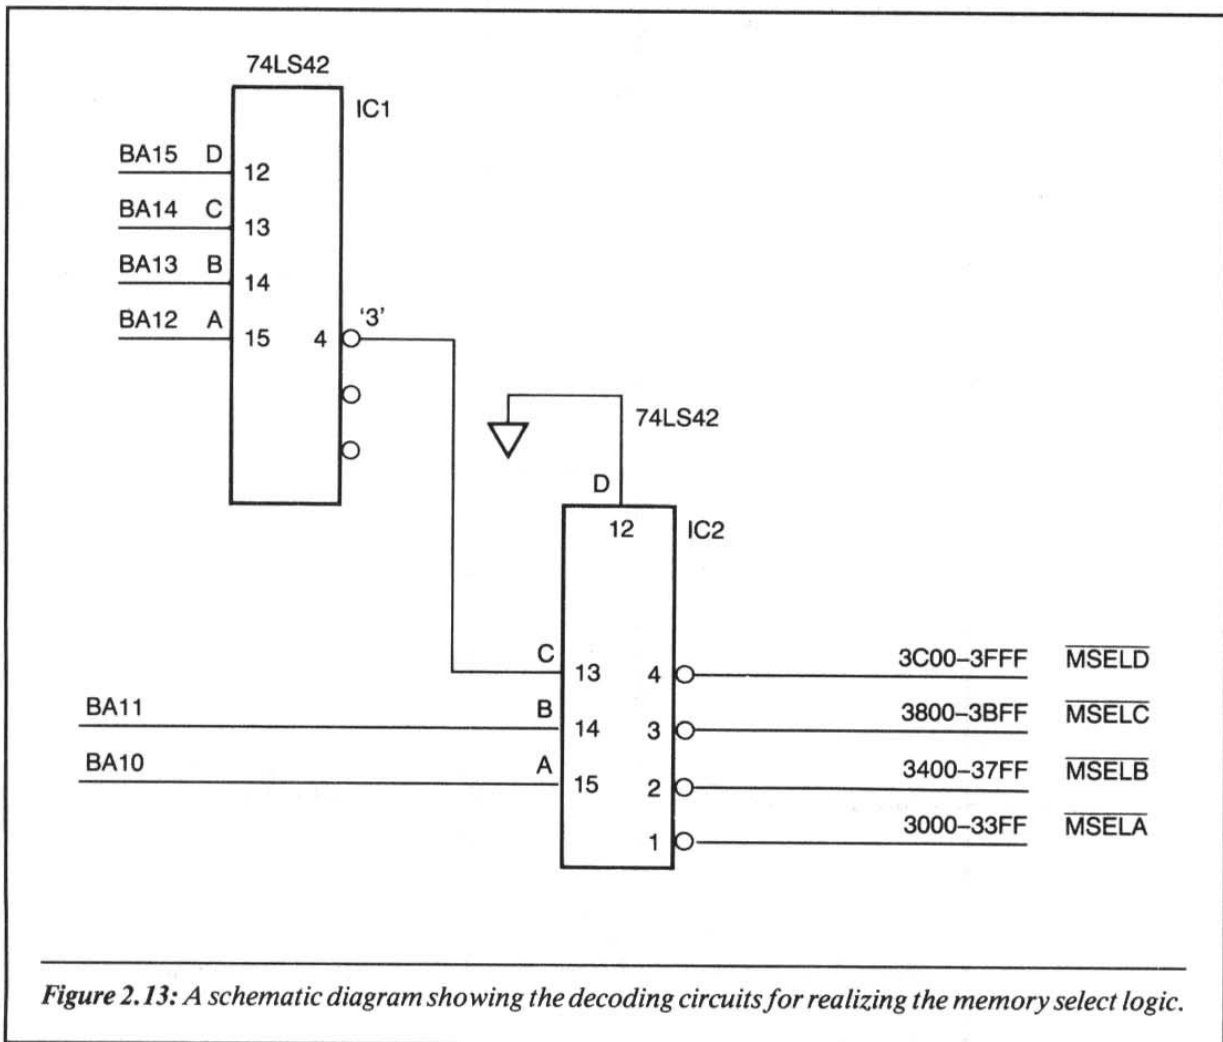 74LS42
IC1
BA15 D 12
BA14 C 13
BA13 B 14
BA12 A 15 4 '3'
74LS42
D
12 IC2
C 13 4 3C00–3FFF MSELD
BA11 B 14 3 3800–3BFF MSELC
BA10 A 15 2 3400–37FF MSELB
1 3000–33FF MSELA
Figure 2.13: A schematic diagram showing the decoding circuits for realizing the memory select logic.